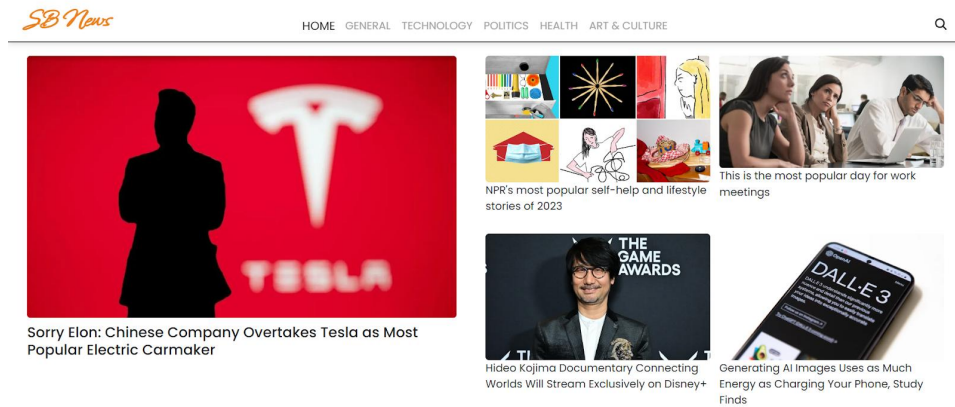 SB News
HOME GENERAL TECHNOLOGY POLITICS HEALTH ART & CULTURE
TESLA
Sorry Elon: Chinese Company Overtakes Tesla as Most
Popular Electric Carmaker
NPR's most popular self-help and lifestyle
stories of 2023
This is the most popular day for work
meetings
THE
GAME
AWARDS
Hideo Kojima Documentary Connecting
Worlds Will Stream Exclusively on Disney+
OpenAI
DALL·E 3
Generating AI Images Uses as Much
Energy as Charging Your Phone, Study
Finds